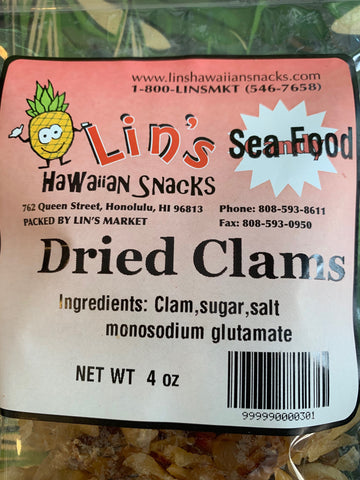 www.linshawaiiansnacks.com
1-800-LINSMKT (546-7658)
Lin's
Sea Food
HaWaiian SNACKS
762 Queen Street, Honolulu, HI 96813
Phone: 808-593-8611
PACKED BY LIN'S MARKET
Fax: 808-593-0950
Dried Clams
Ingredients: Clam,sugar,salt
monosodium glutamate
NET WT 4 oz
999990000301